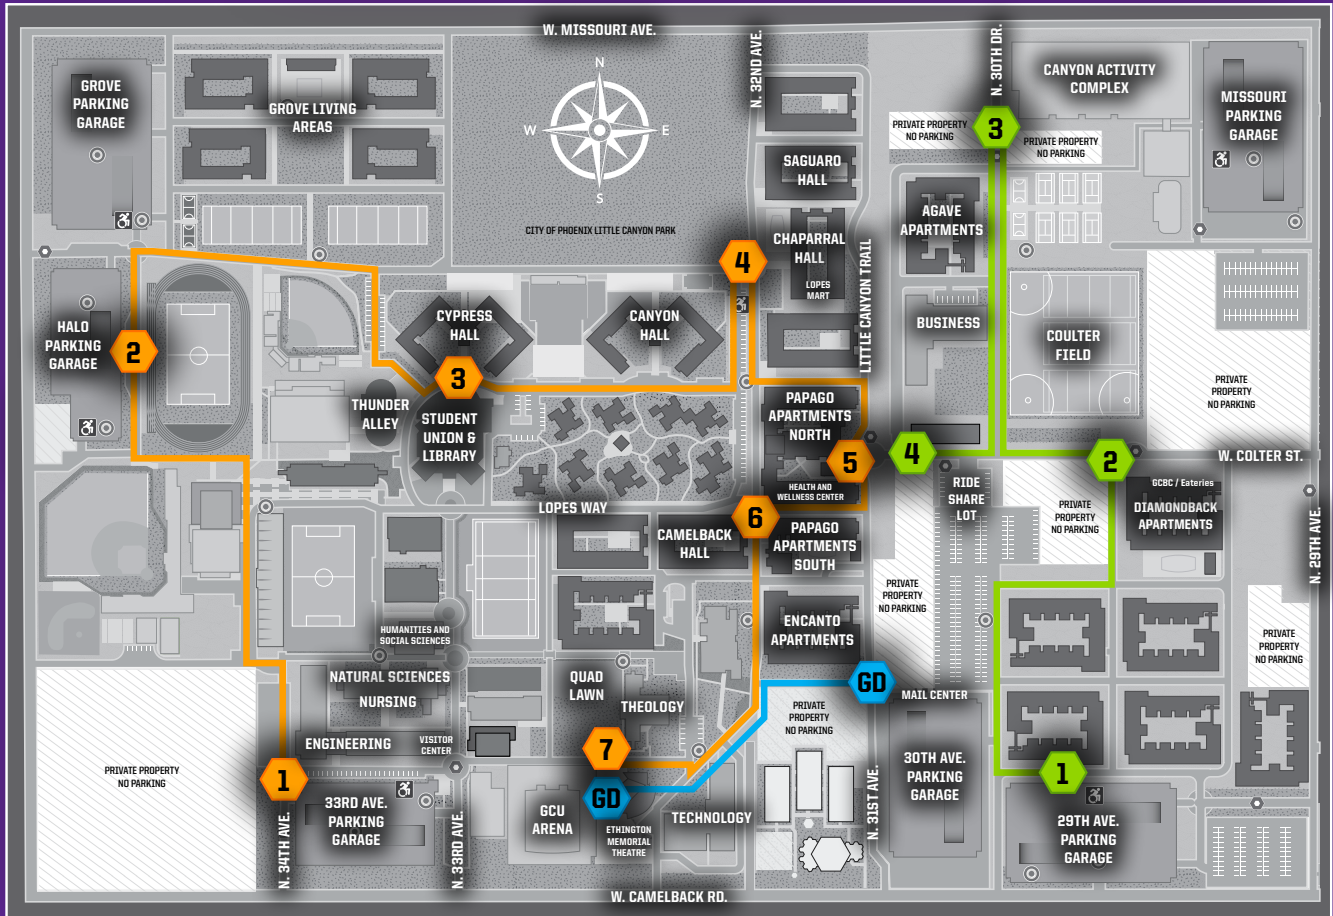 W. MISSOURI AVE.
N. 32ND AVE.
N. 30TH DR.
GROVE
PARKING
GARAGE
GROVE LIVING
AREAS
N
W
E
S
CITY OF PHOENIX LITTLE CANYON PARK
SAGUARO
HALL
CHAPARRAL
HALL
LOPES
MART
LITTLE CANYON TRAIL
PRIVATE PROPERTY
NO PARKING
3
PRIVATE PROPERTY
NO PARKING
CANYON ACTIVITY
COMPLEX
MISSOURI
PARKING
GARAGE
AGAVE
APARTMENTS
BUSINESS
COULTER
FIELD
PRIVATE
PROPERTY
NO PARKING
HALO
PARKING
GARAGE
2
CYPRESS
HALL
CANYON
HALL
4
3
THUNDER
ALLEY
STUDENT
UNION &
LIBRARY
PAPAGO
APARTMENTS
NORTH
5
HEALTH AND
WELLNESS CENTER
4
2
W. COLTER ST.
RIDE
SHARE
LOT
PRIVATE
PROPERTY
NO PARKING
GCBC / Eateries
DIAMONDBACK
APARTMENTS
N. 29TH AVE.
LOPES WAY
6
CAMELBACK
HALL
PAPAGO
APARTMENTS
SOUTH
PRIVATE
PROPERTY
NO PARKING
ENCANTO
APARTMENTS
PRIVATE
PROPERTY
NO PARKING
HUMANITIES AND
SOCIAL SCIENCES
NATURAL SCIENCES
NURSING
QUAD
LAWN
THEOLOGY
GD
MAIL CENTER
PRIVATE
PROPERTY
NO PARKING
ENGINEERING
VISITOR
CENTER
7
GD
PRIVATE PROPERTY
NO PARKING
1
33RD AVE.
PARKING
GARAGE
N. 34TH AVE.
N. 33RD AVE.
GCU
ARENA
ETHINGTON
MEMORIAL
THEATRE
TECHNOLOGY
N. 31ST AVE.
30TH AVE.
PARKING
GARAGE
1
29TH AVE.
PARKING
GARAGE
W. CAMELBACK RD.